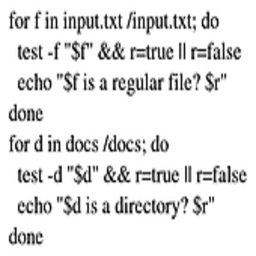 for f in input.txt /input.txt; do
  test -f "$f" && r=true || r=false
  echo "$f is a regular file? $r"
done
for d in docs /docs; do
  test -d "$d" && r=true || r=false
  echo "$d is a directory? $r"
done